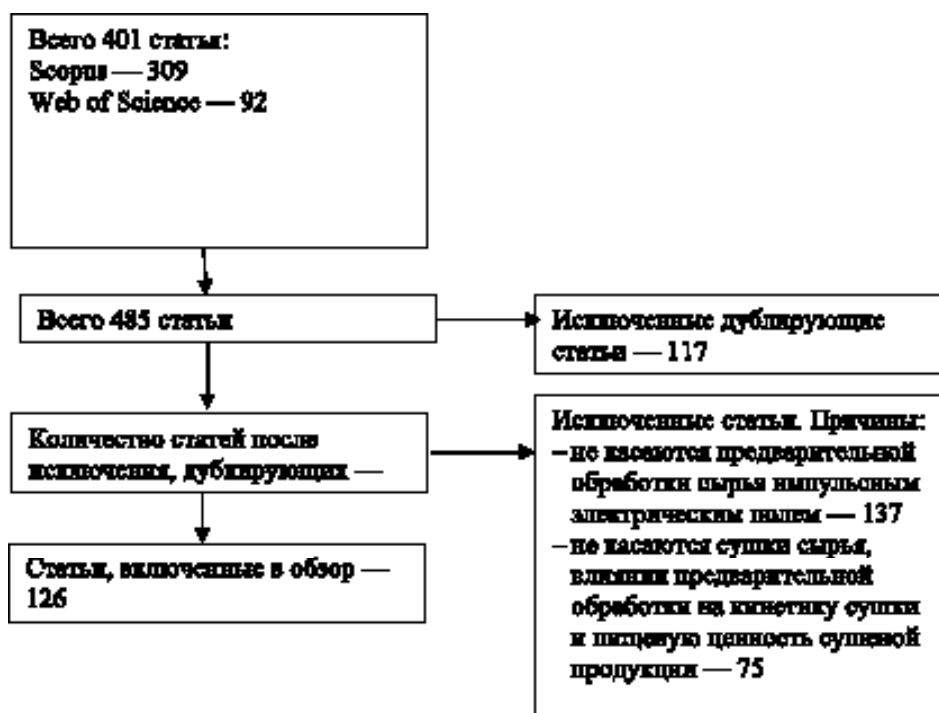 Всего 401 статья:
Scopus — 309
Web of Science — 92
Всего 485 статьи
Исключенные дублирующие
статьи — 117
Количество статей после
исключения, дублирующих —
Исключенные статьи. Причины:
– не касаются предварительной
обработки сырья импульсным
электрическим полем — 137
– не касаются сушки сырья,
влияния предварительной
обработки на кинетику сушки
и пищевую ценность сушеной
продукции — 75
Статьи, включенные в обзор —
126